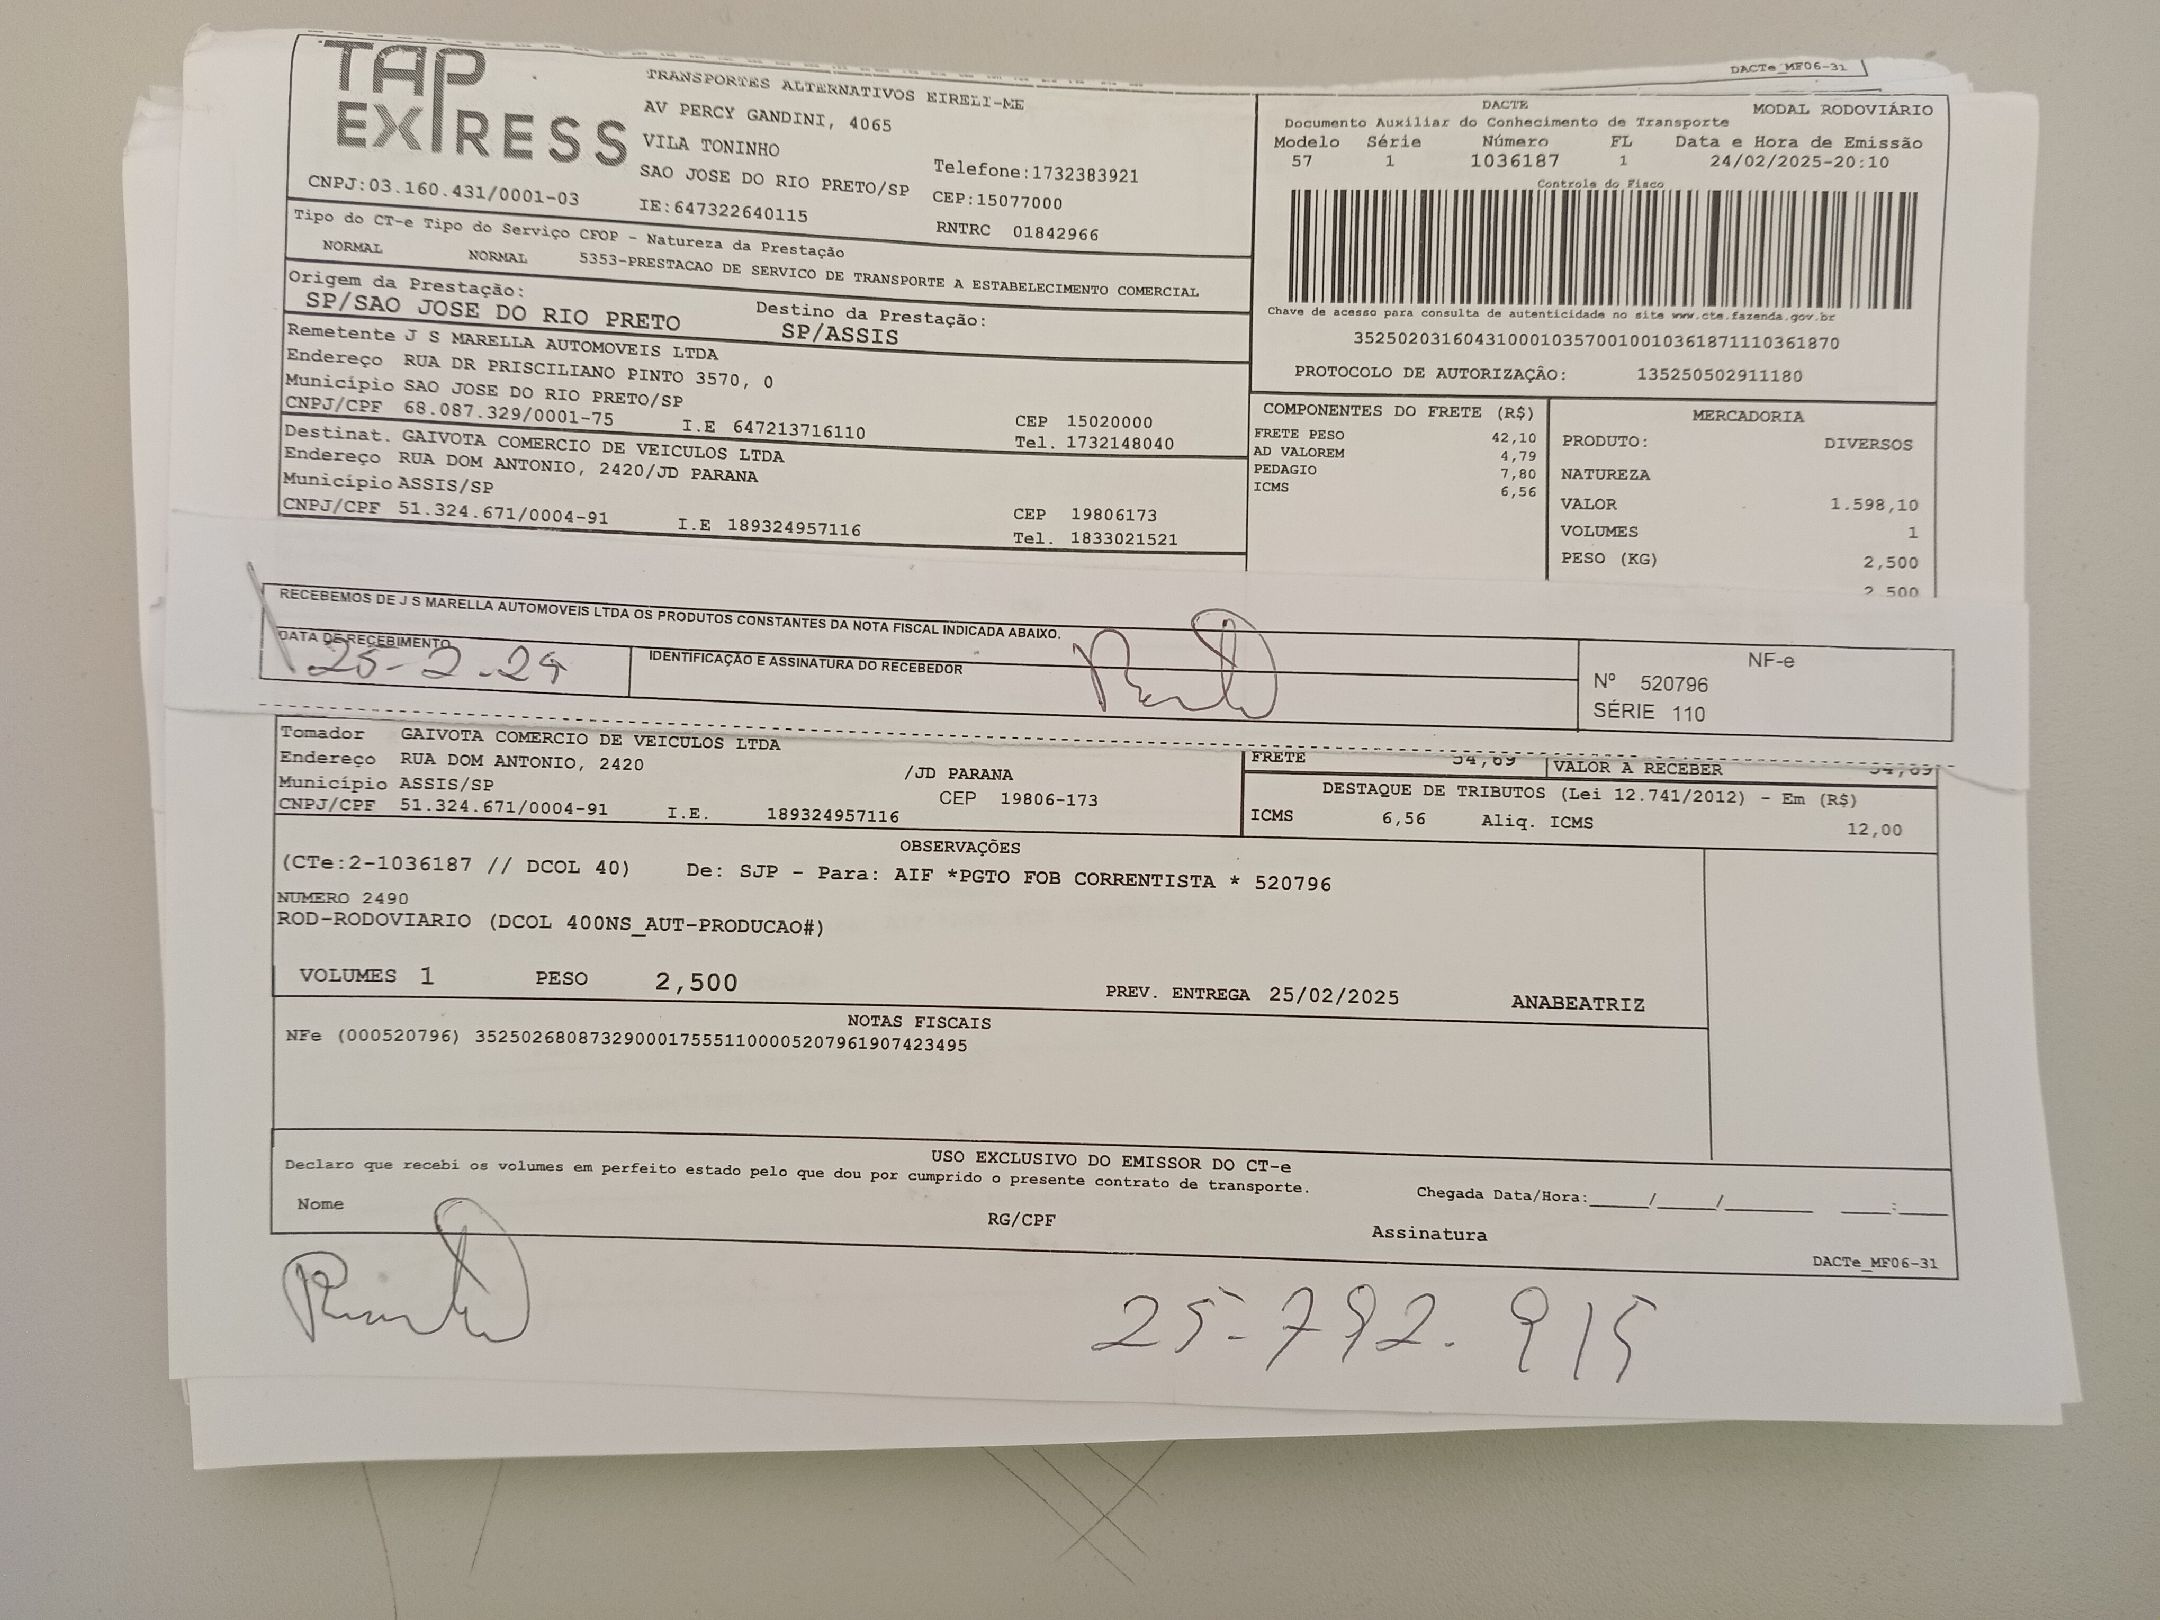 DACTe_MF06-31
TAP EXPRESS
TRANSPORTES ALTERNATIVOS EIRELI-ME
AV PERCY GANDINI, 4065
VILA TONINHO
SAO JOSE DO RIO PRETO/SP
Telefone:1732383921
CNPJ:03.160.431/0001-03
IE:647322640115
CEP:15077000
RNTRC 01842966
Tipo do CT-e Tipo do Serviço CFOP - Natureza da Prestação
NORMAL NORMAL 5353-PRESTACAO DE SERVICO DE TRANSPORTE A ESTABELECIMENTO COMERCIAL
Origem da Prestação:
SP/SAO JOSE DO RIO PRETO
Destino da Prestação:
SP/ASSIS
Remetente J S MARELLA AUTOMOVEIS LTDA
Endereço RUA DR PRISCILIANO PINTO 3570, 0
Município SAO JOSE DO RIO PRETO/SP
CEP 15020000
CNPJ/CPF 68.087.329/0001-75 I.E 647213716110 Tel. 1732148040
Destinat. GAIVOTA COMERCIO DE VEICULOS LTDA
Endereço RUA DOM ANTONIO, 2420/JD PARANA
Município ASSIS/SP
CEP 19806173
CNPJ/CPF 51.324.671/0004-91 I.E 189324957116 Tel. 1833021521
DACTE MODAL RODOVIÁRIO
Documento Auxiliar do Conhecimento de Transporte
Modelo Série Número FL Data e Hora de Emissão
57 1 1036187 1 24/02/2025-20:10
Controle do Fisco
Chave de acesso para consulta de autenticidade no site www.cte.fazenda.gov.br
35250203160431000103570010010361871110361870
PROTOCOLO DE AUTORIZAÇÃO: 135250502911180
COMPONENTES DO FRETE (R$)
FRETE PESO 42,10
AD VALOREM 4,79
PEDAGIO 7,80
ICMS 6,56
MERCADORIA
PRODUTO: DIVERSOS
NATUREZA
VALOR 1.598,10
VOLUMES 1
PESO (KG) 2,500
2,500
RECEBEMOS DE J S MARELLA AUTOMOVEIS LTDA OS PRODUTOS CONSTANTES DA NOTA FISCAL INDICADA ABAIXO.
DATA DE RECEBIMENTO
25-2.24
IDENTIFICAÇÃO E ASSINATURA DO RECEBEDOR
NF-e
Nº 520796
SÉRIE 110
Tomador GAIVOTA COMERCIO DE VEICULOS LTDA
Endereço RUA DOM ANTONIO, 2420 /JD PARANA
Município ASSIS/SP CEP 19806-173
CNPJ/CPF 51.324.671/0004-91 I.E. 189324957116
FRETE 54,69 VALOR A RECEBER 54,69
DESTAQUE DE TRIBUTOS (Lei 12.741/2012) - Em (R$)
ICMS 6,56 Aliq. ICMS 12,00
OBSERVAÇÕES
(CTe:2-1036187 // DCOL 40) De: SJP - Para: AIF *PGTO FOB CORRENTISTA * 520796
NUMERO 2490
ROD-RODOVIARIO (DCOL 400NS_AUT-PRODUCAO#)
VOLUMES 1 PESO 2,500 PREV. ENTREGA 25/02/2025 ANABEATRIZ
NOTAS FISCAIS
NFe (000520796) 35250268087329000175551100005207961907423495
USO EXCLUSIVO DO EMISSOR DO CT-e
Declaro que recebi os volumes em perfeito estado pelo que dou por cumprido o presente contrato de transporte.
Chegada Data/Hora:_____/_____/_______ ____:____
Nome RG/CPF Assinatura
DACTe_MF06-31
25-792.915